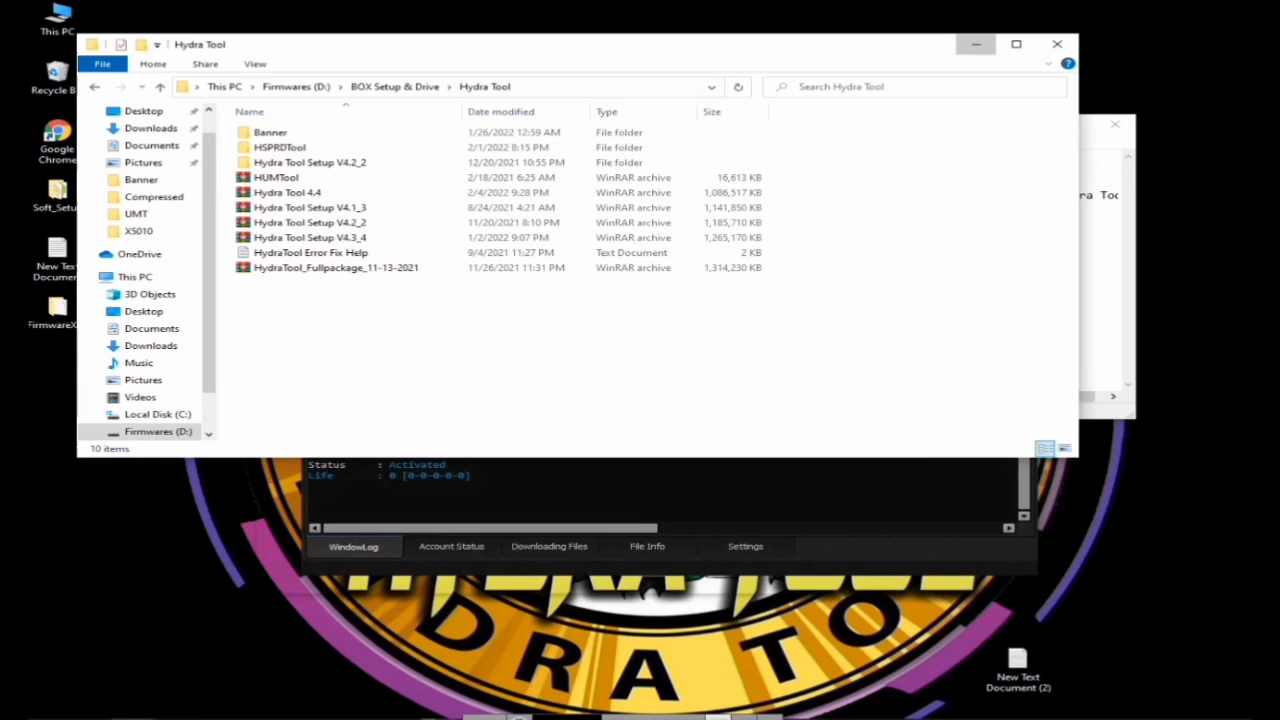 This PC
Recycle B
Google
Chrome
Soft_Setu
New Text
Document
FirmwareX
Hydra Tool
File Home Share View
This PC > Firmwares (D:) > BOX Setup & Drive > Hydra Tool
Search Hydra Tool
Desktop
Downloads
Documents
Pictures
Banner
Compressed
UMT
X5010
OneDrive
This PC
3D Objects
Desktop
Documents
Downloads
Music
Pictures
Videos
Local Disk (C:)
Firmwares (D:)
Name Date modified Type Size
Banner 1/26/2022 12:59 AM File folder
HSPRDTool 2/1/2022 8:15 PM File folder
Hydra Tool Setup V4.2_2 12/20/2021 10:55 PM File folder
HUMTool 2/18/2021 6:25 AM WinRAR archive 16,613 KB
Hydra Tool 4.4 2/4/2022 9:28 PM WinRAR archive 1,086,517 KB
Hydra Tool Setup V4.1_3 8/24/2021 4:21 AM WinRAR archive 1,141,850 KB
Hydra Tool Setup V4.2_2 11/20/2021 8:10 PM WinRAR archive 1,185,710 KB
Hydra Tool Setup V4.3_4 1/2/2022 9:07 PM WinRAR archive 1,265,170 KB
HydraTool Error Fix Help 9/4/2021 11:27 PM Text Document 2 KB
HydraTool_Fullpackage_11-13-2021 11/26/2021 11:31 PM WinRAR archive 1,314,230 KB
10 items
ra Too
Status : Activated
Life : 0 [0-0-0-0-0]
WindowLog Account Status Downloading Files File Info Settings
DRA TO
New Text
Document (2)